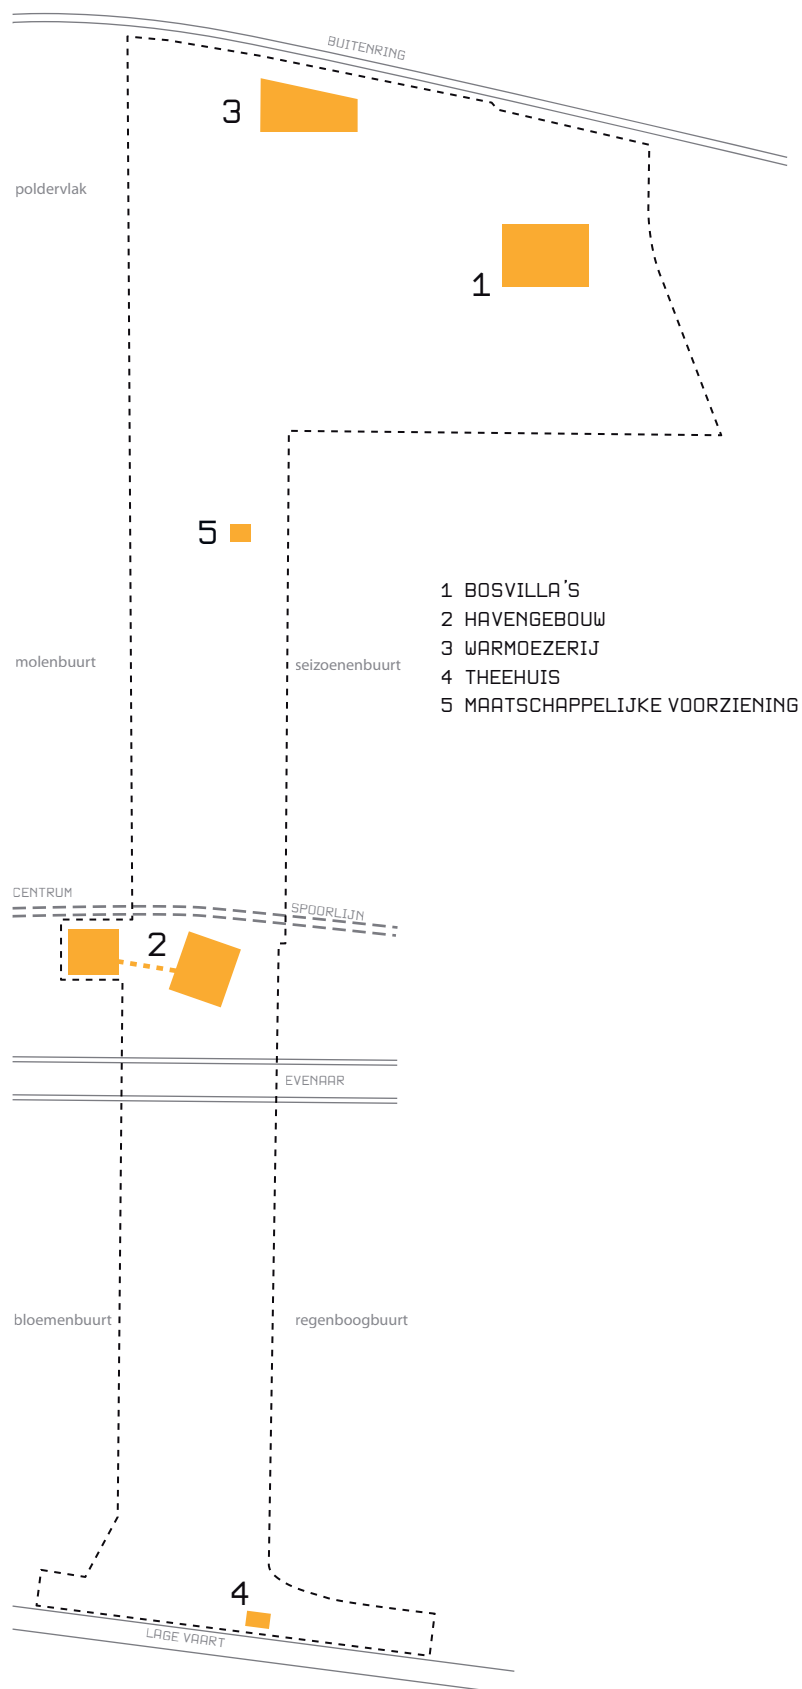 BUITENRING
3
poldervlak
1
5
1 BOSVILLA'S
2 HAVENGEBOUW
3 WARMOEZERIJ
4 THEEHUIS
5 MAATSCHAPPELIJKE VOORZIENING
molenbuurt
seizoenenbuurt
CENTRUM
SPOORLIJN
2
EVENAAR
bloemenbuurt
regenboogbuurt
4
LAGE VAART